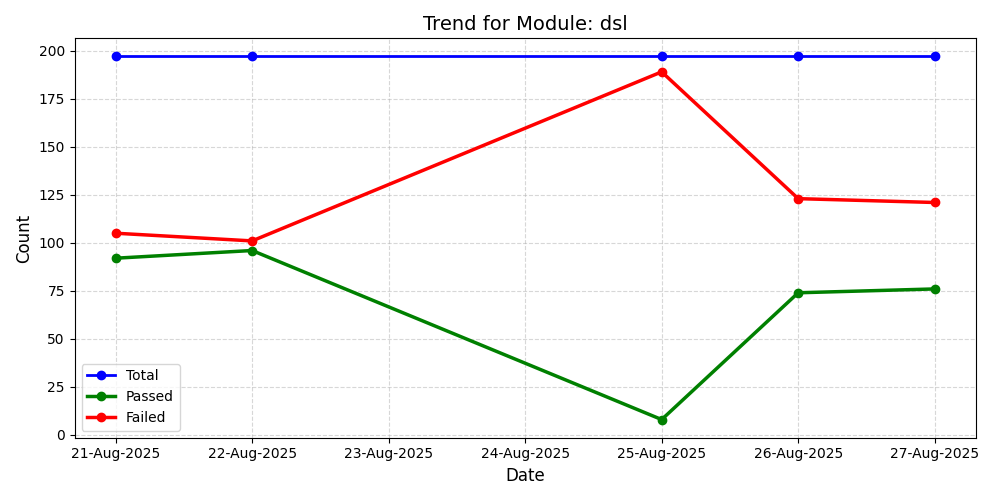 Trend for Module: dsl
Count
200
175
150
125
100
75
50
25
0
Total
Passed
Failed
21-Aug-2025 22-Aug-2025 23-Aug-2025 24-Aug-2025 25-Aug-2025 26-Aug-2025 27-Aug-2025
Date